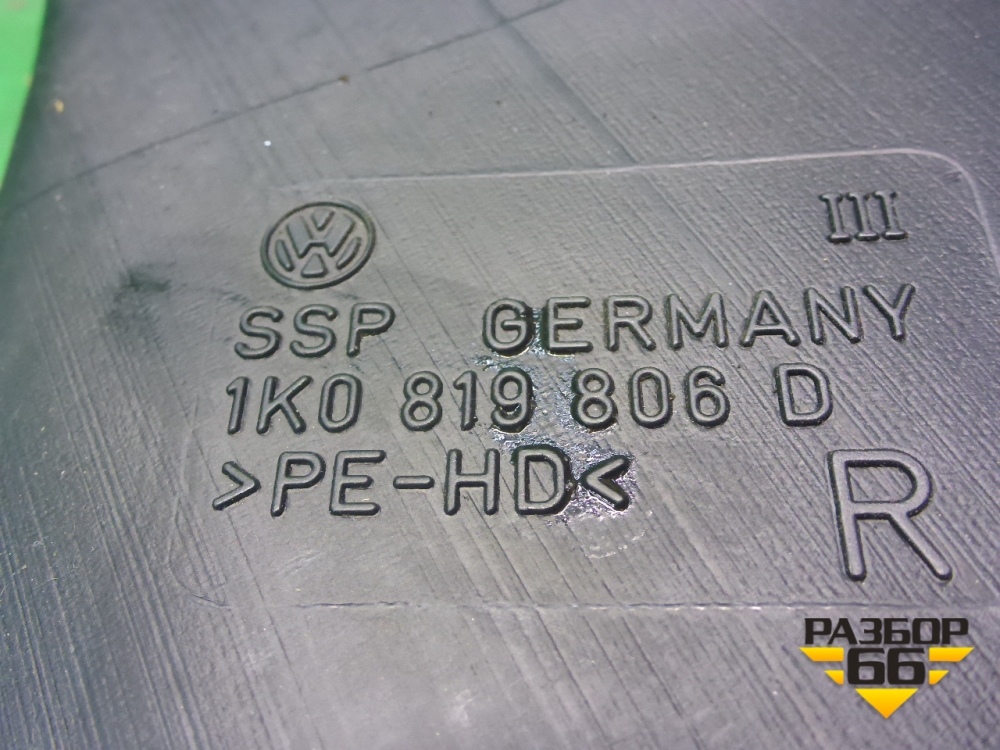 III
SSP GERMANY
1K0 819 806 D
>PE-HD<
R
РАЗБОР
66